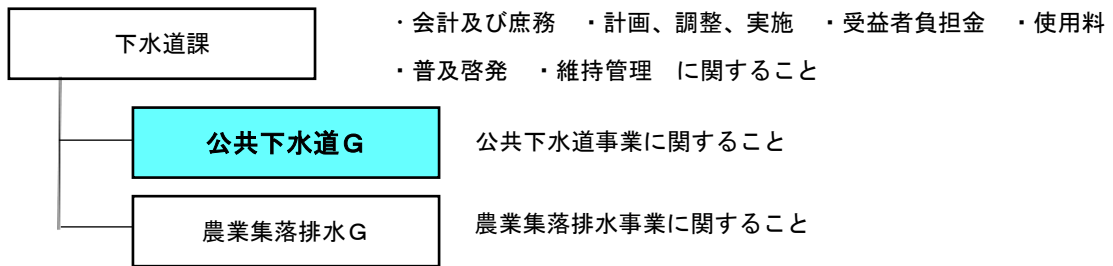 下水道課
・会計及び庶務　・計画、調整、実施　・受益者負担金　・使用料
・普及啓発　・維持管理　に関すること
公共下水道Ｇ
公共下水道事業に関すること
農業集落排水Ｇ
農業集落排水事業に関すること